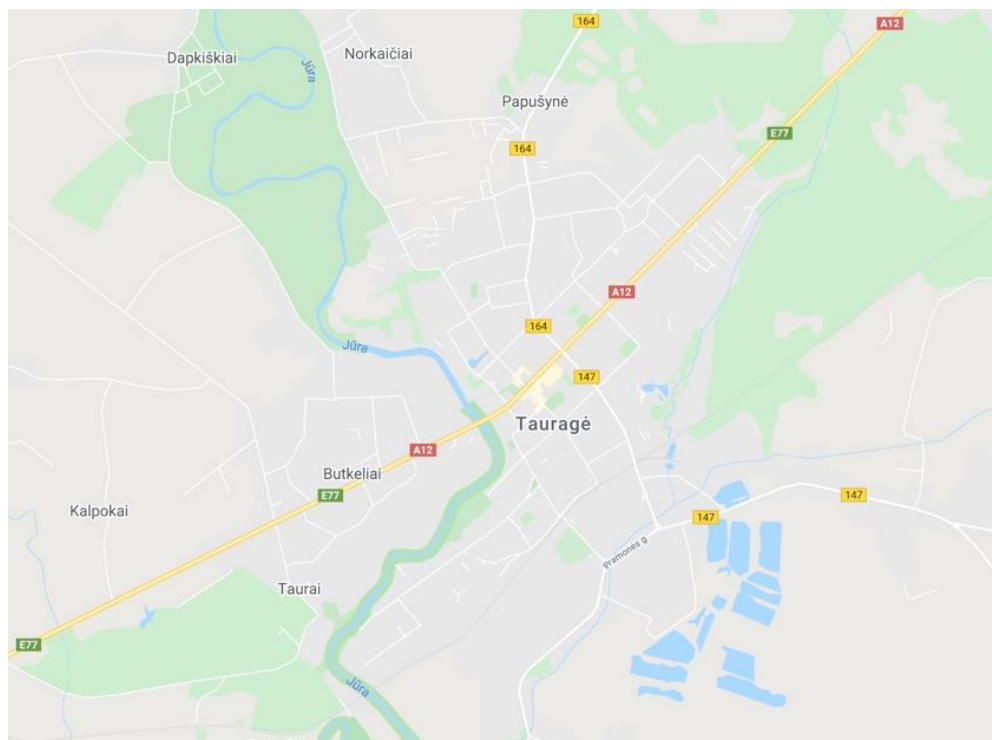 164
A12
Dapkiškiai
Norkaičiai
Jūra
Papušynė
E77
164
A12
164
Jūra
147
Tauragė
A12
Butkeliai
E77
Kalpokai
147
147
Pramonės g.
Taurai
E77
Jūra